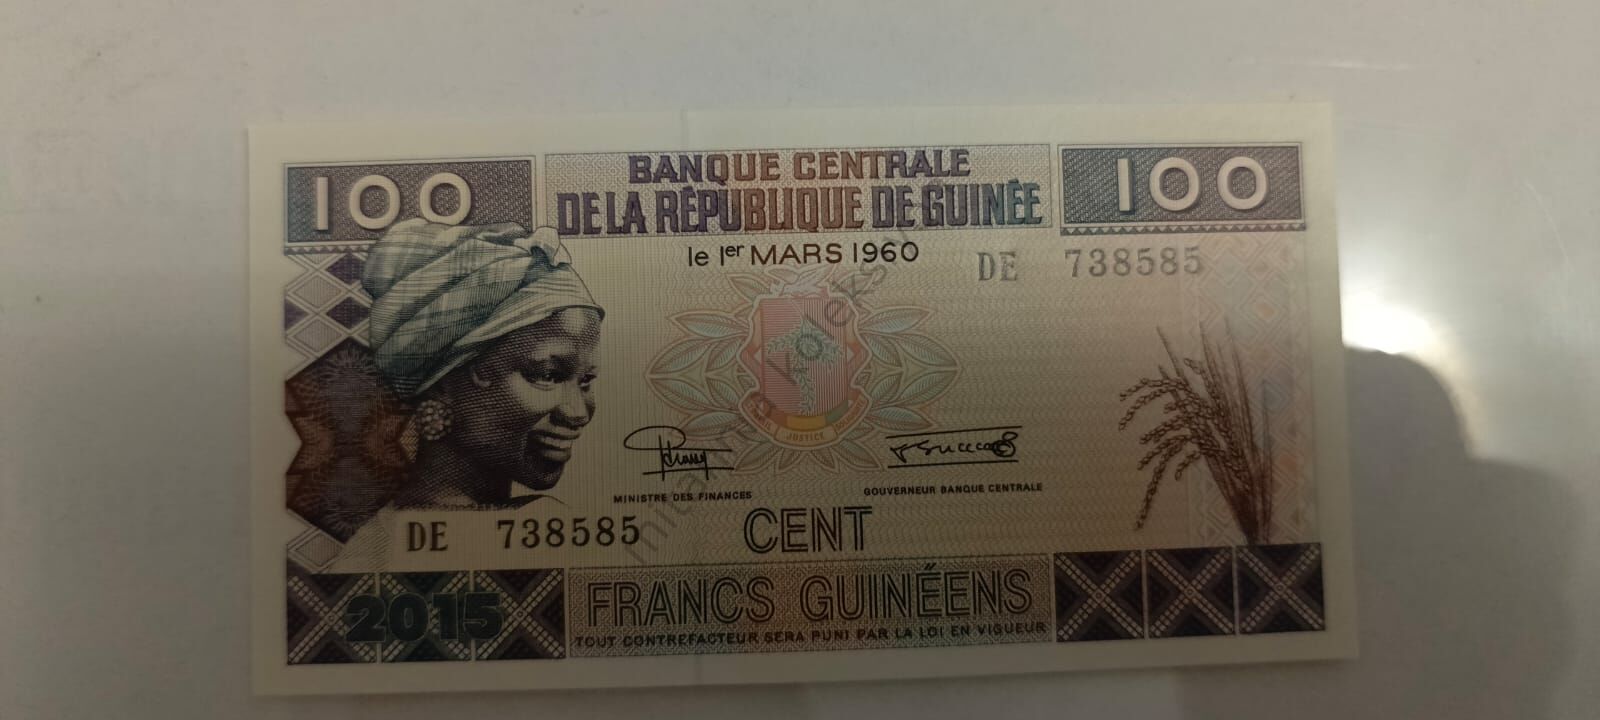 100
BANQUE CENTRALE
DE LA RÉPUBLIQUE DE GUINÉE
100
le 1er MARS 1960
DE 738585
JUSTICE
MINISTRE DES FINANCES
GOUVERNEUR BANQUE CENTRALE
DE 738585
CENT
FRANCS GUINÉENS
2015
TOUT CONTREFACTEUR SERA PUNI PAR LA LOI EN VIGUEUR